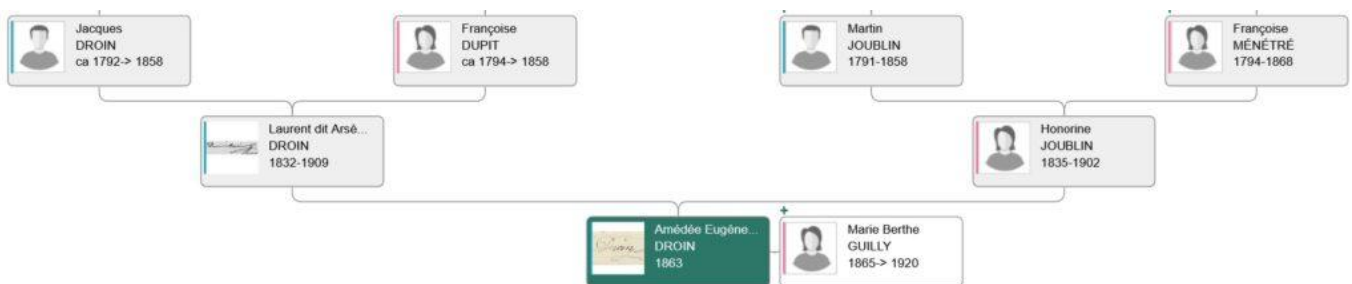 Jacques
DROIN
ca 1792-> 1858
Françoise
DUPIT
ca 1794-> 1858
Martin
JOUBLIN
1791-1858
Françoise
MÉNÉTRÉ
1794-1868
Laurent dit Arsé...
DROIN
1832-1909
Honorine
JOUBLIN
1835-1902
Amédée Eugène...
DROIN
1863
Marie Berthe
GUILLY
1865-> 1920